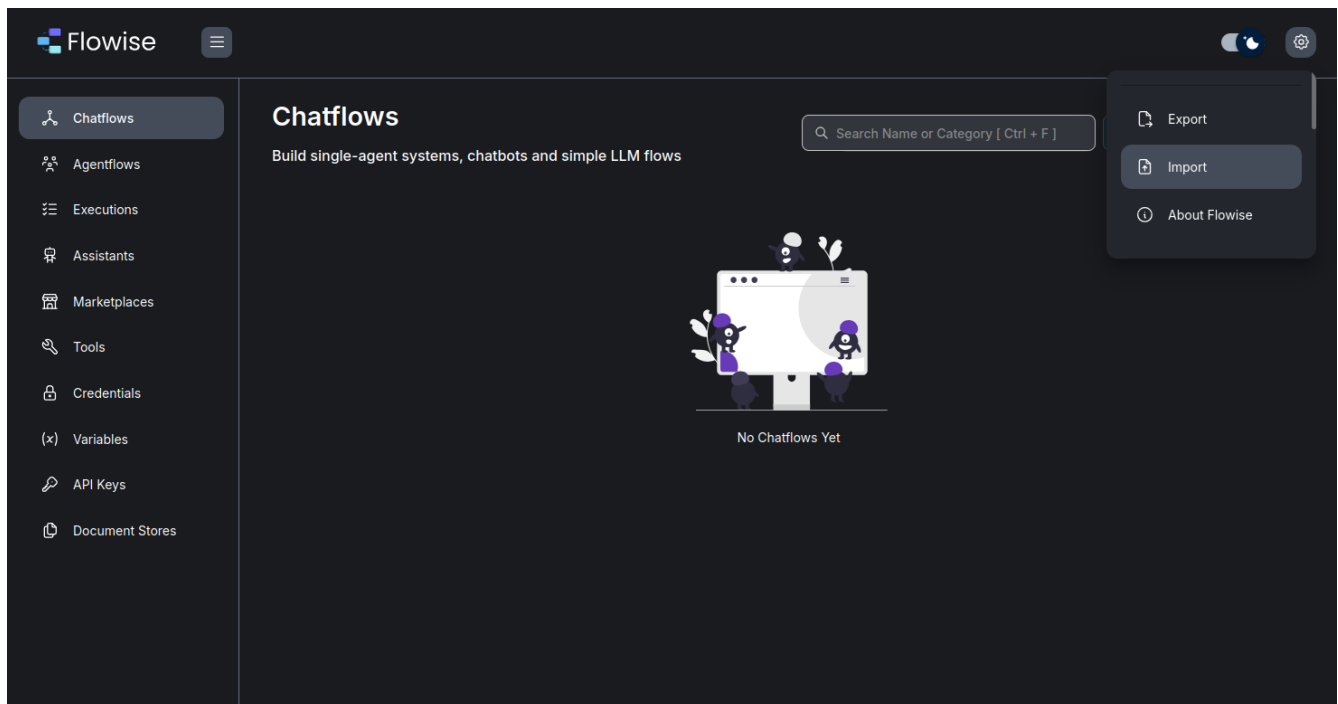 Flowise
Chatflows
Agentflows
Executions
Assistants
Marketplaces
Tools
Credentials
(x) Variables
API Keys
Document Stores
Chatflows
Build single-agent systems, chatbots and simple LLM flows
Search Name or Category [ Ctrl + F ]
No Chatflows Yet
Export
Import
About Flowise